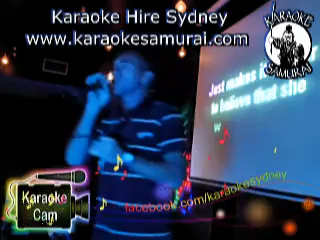 Karaoke Hire Sydney
www.karaokesamurai.com
KARAOKE
SAMURAI
Just makes
to believe that she
facebook.com/karaokeSydney
Karaoke
Cam